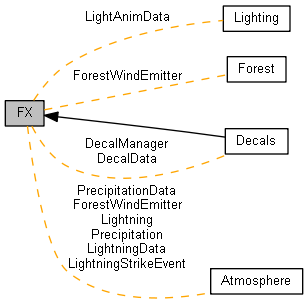 LightAnimData
Lighting
ForestWindEmitter
Forest
FX
Decals
DecalManager
DecalData
PrecipitationData
ForestWindEmitter
Lightning
Precipitation
LightningData
LightningStrikeEvent
Atmosphere